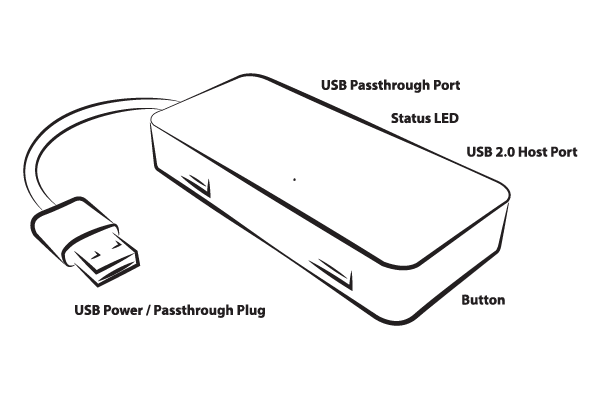 USB Passthrough Port
Status LED
USB 2.0 Host Port
Button
USB Power / Passthrough Plug